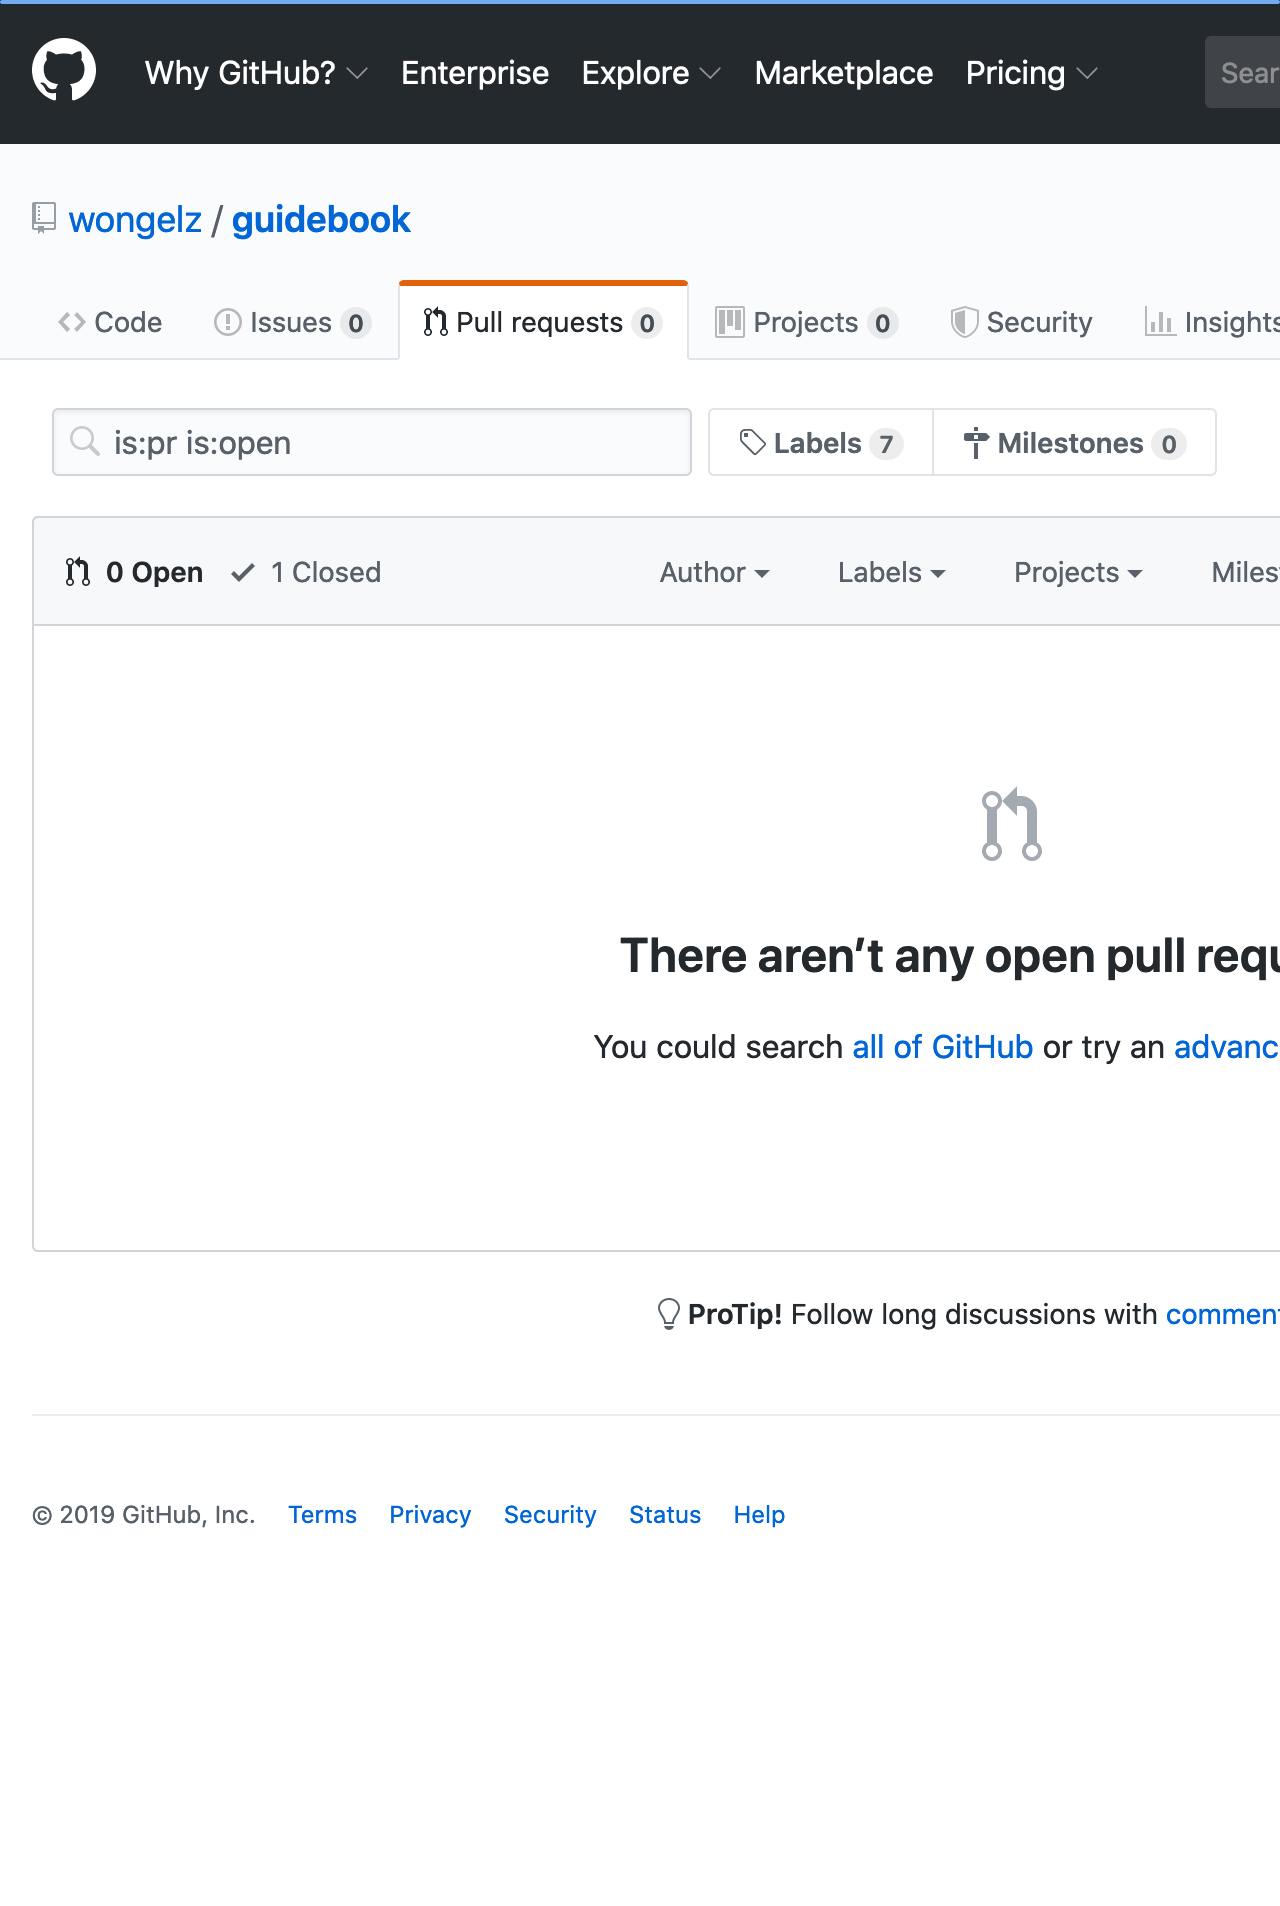 Why GitHub? Enterprise Explore Marketplace Pricing Sear
wongelz / guidebook
Code Issues 0 Pull requests 0 Projects 0 Security Insights
is:pr is:open Labels 7 Milestones 0
0 Open 1 Closed Author Labels Projects Miles
There aren’t any open pull requ
You could search all of GitHub or try an advanc
ProTip! Follow long discussions with comment
© 2019 GitHub, Inc. Terms Privacy Security Status Help